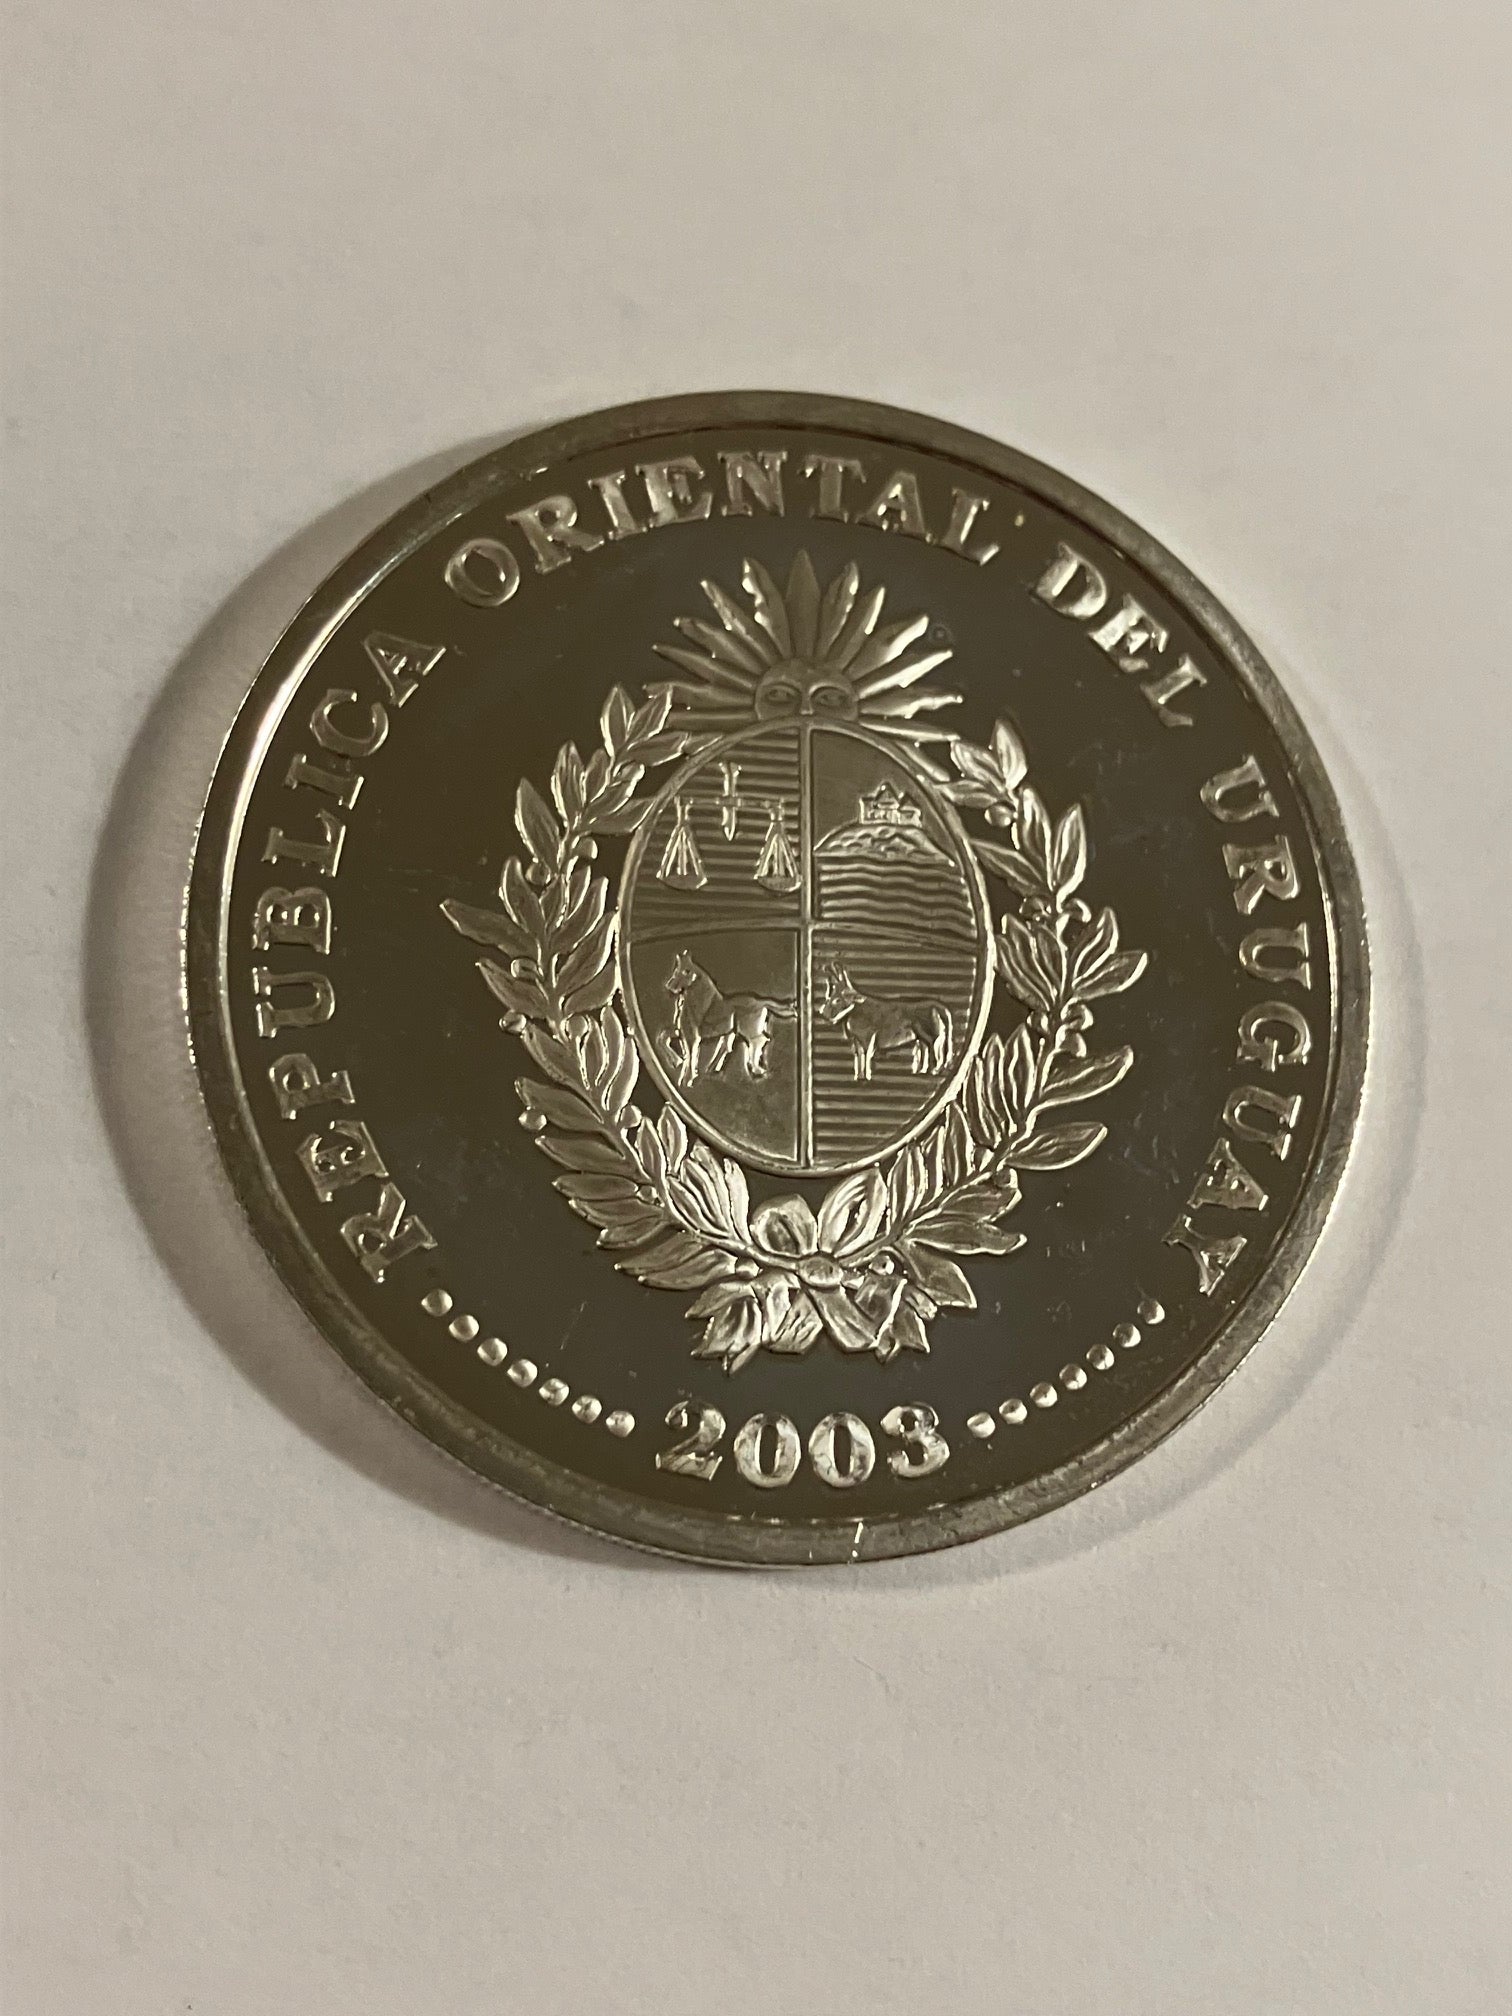 REPUBLICA ORIENTAL DEL URUGUAY
2003